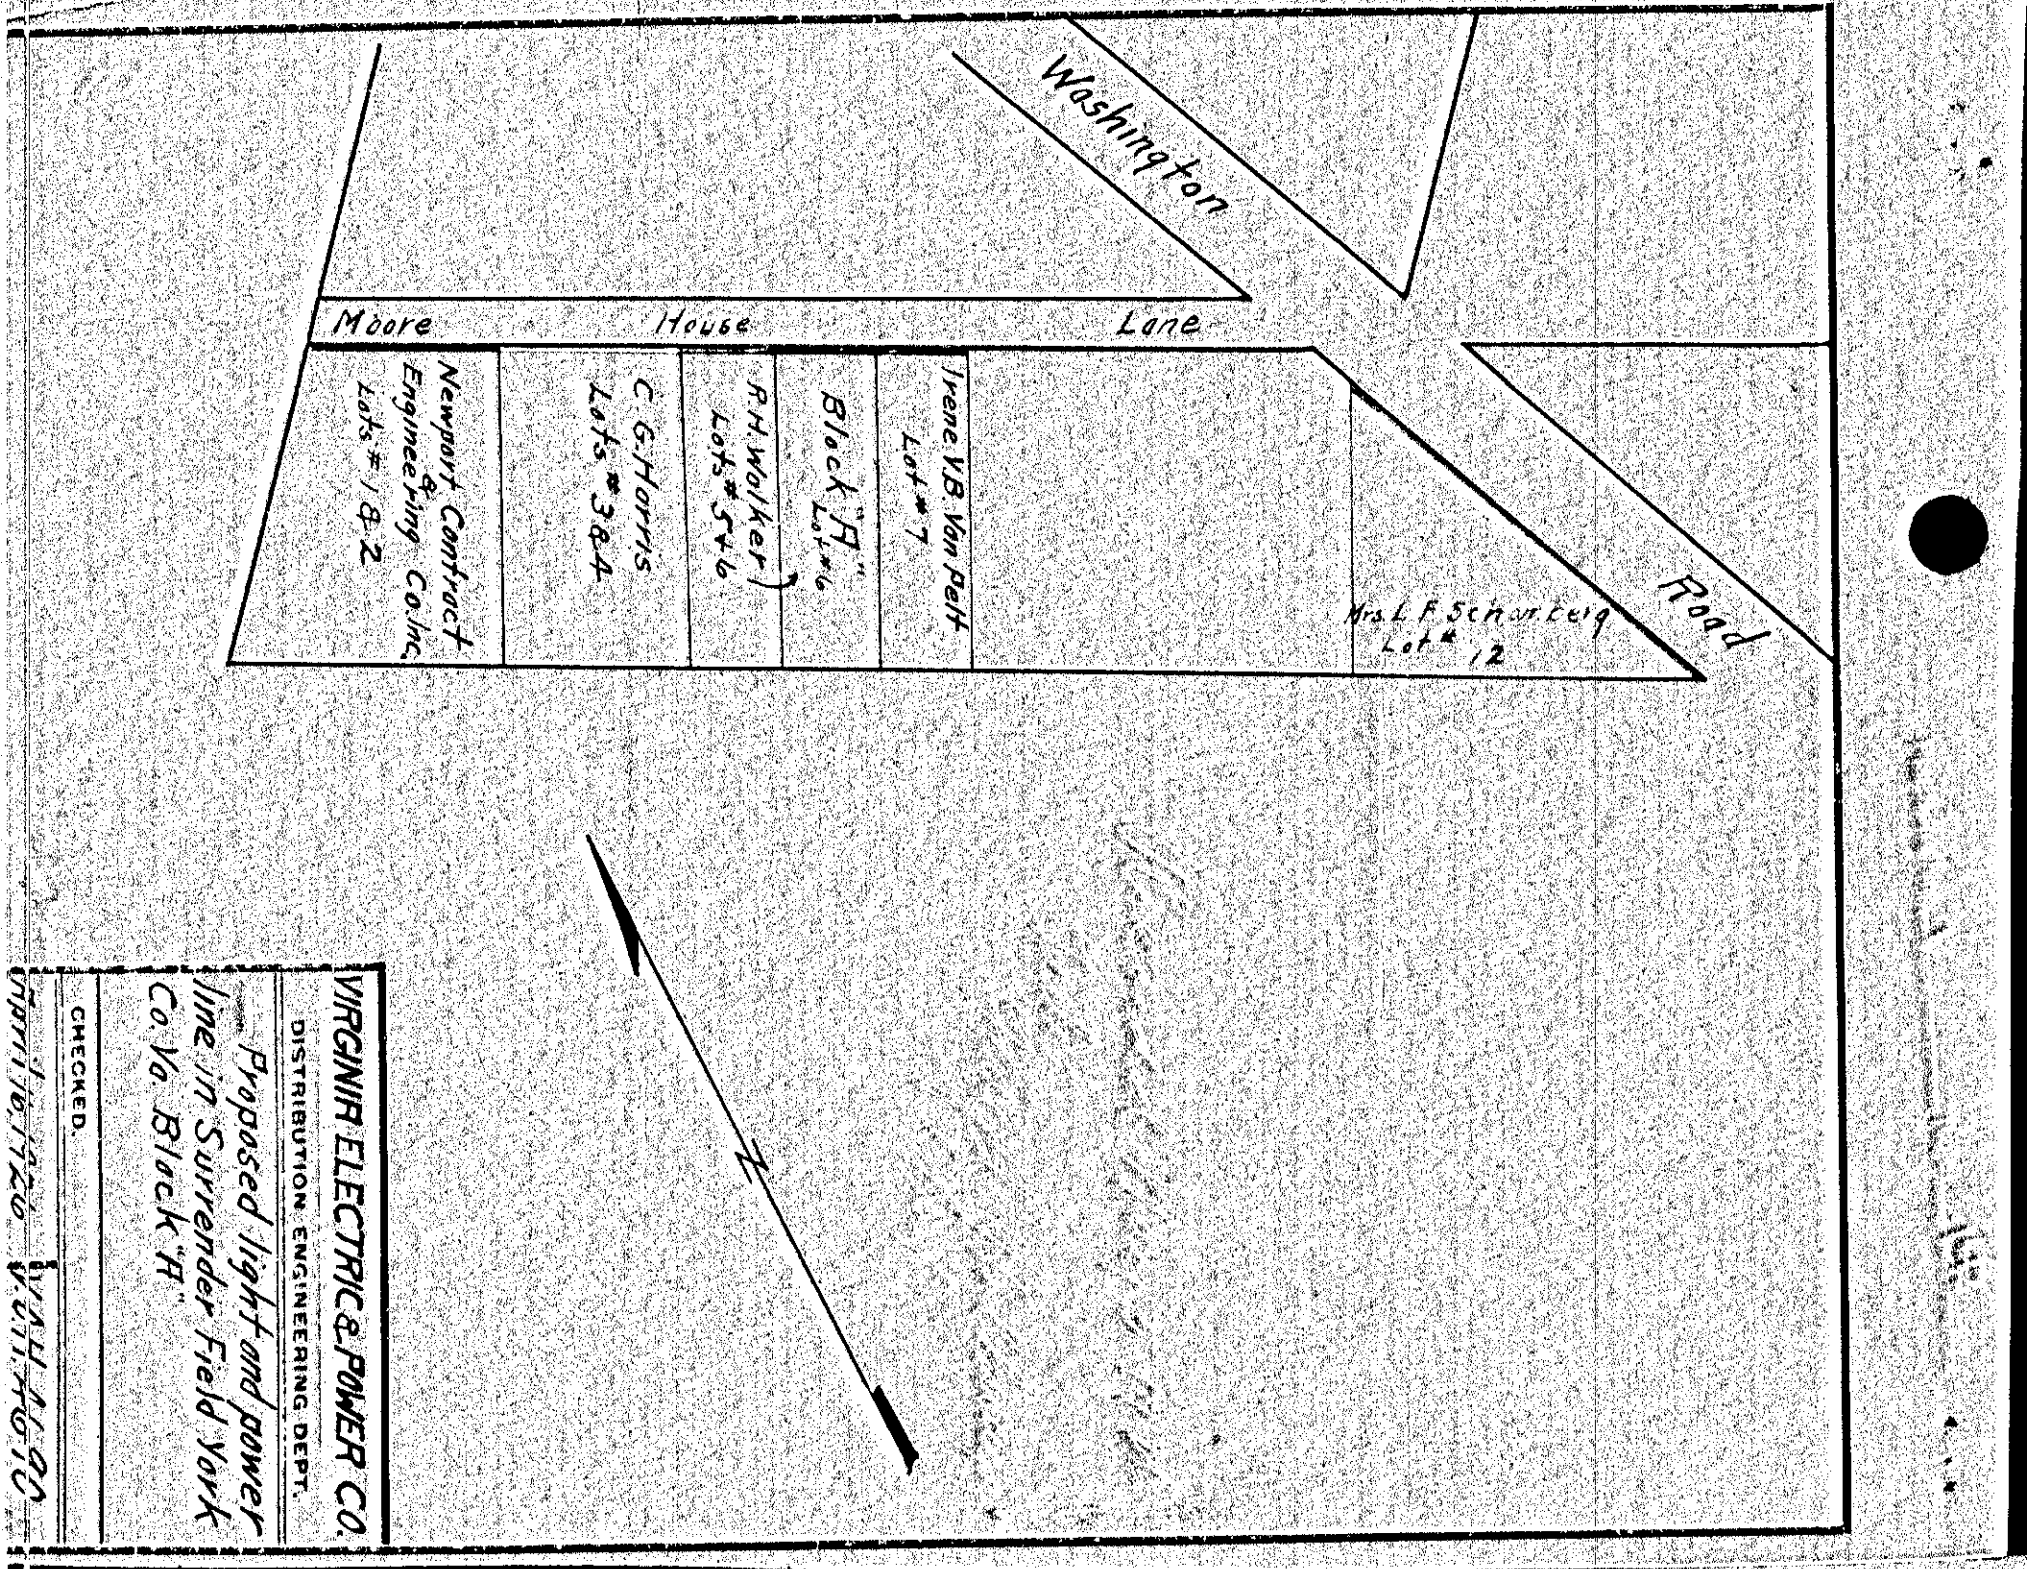 Washington
Road
Moore House Lane
Newport Contract
&
Engineering Co. Inc.
Lots # 1 & 2
C. G. Harris
Lots # 3 & 4
R. H. Walker
Lots # 5 + 6
Block "A"
Lot # 6
Irene V.B. Van Pelt
Lot # 7
Mrs. L. F.
Lot # 12
N
VIRGINIA ELECTRIC & POWER CO.
DISTRIBUTION ENGINEERING DEPT.
Proposed light and power
line in Surrender Field York
Co. Va. Block "A"
CHECKED.